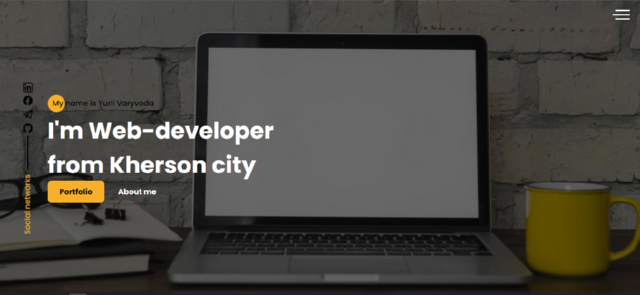 My name is Yurii Varyvoda
I'm Web-developer
from Kherson city
Portfolio
About me
Social networks